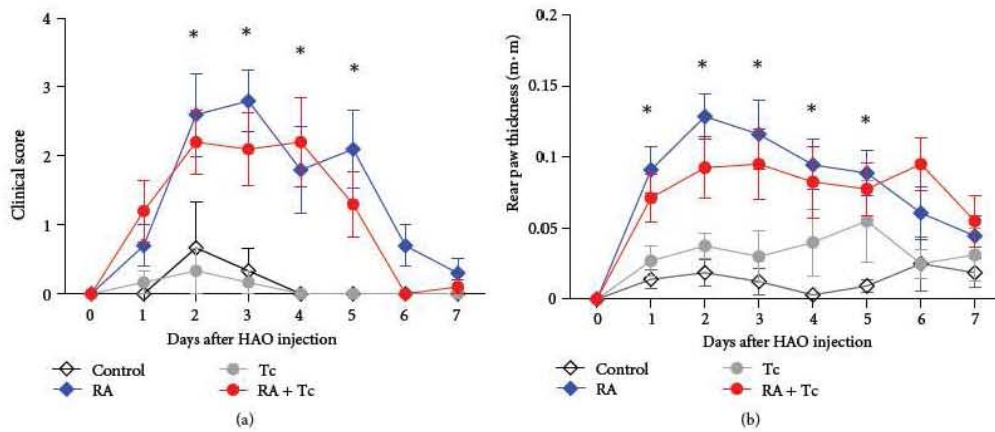 4
3
2
1
0
Clinical score
*
*
*
*
0 1 2 3 4 5 6 7
Days after HAO injection
Control
Tc
RA
RA + Tc
(a)
0.2
0.15
0.1
0.05
0
Rear paw thickness (m·m)
*
*
*
*
*
0 1 2 3 4 5 6 7
Days after HAO injection
Control
Tc
RA
RA + Tc
(b)